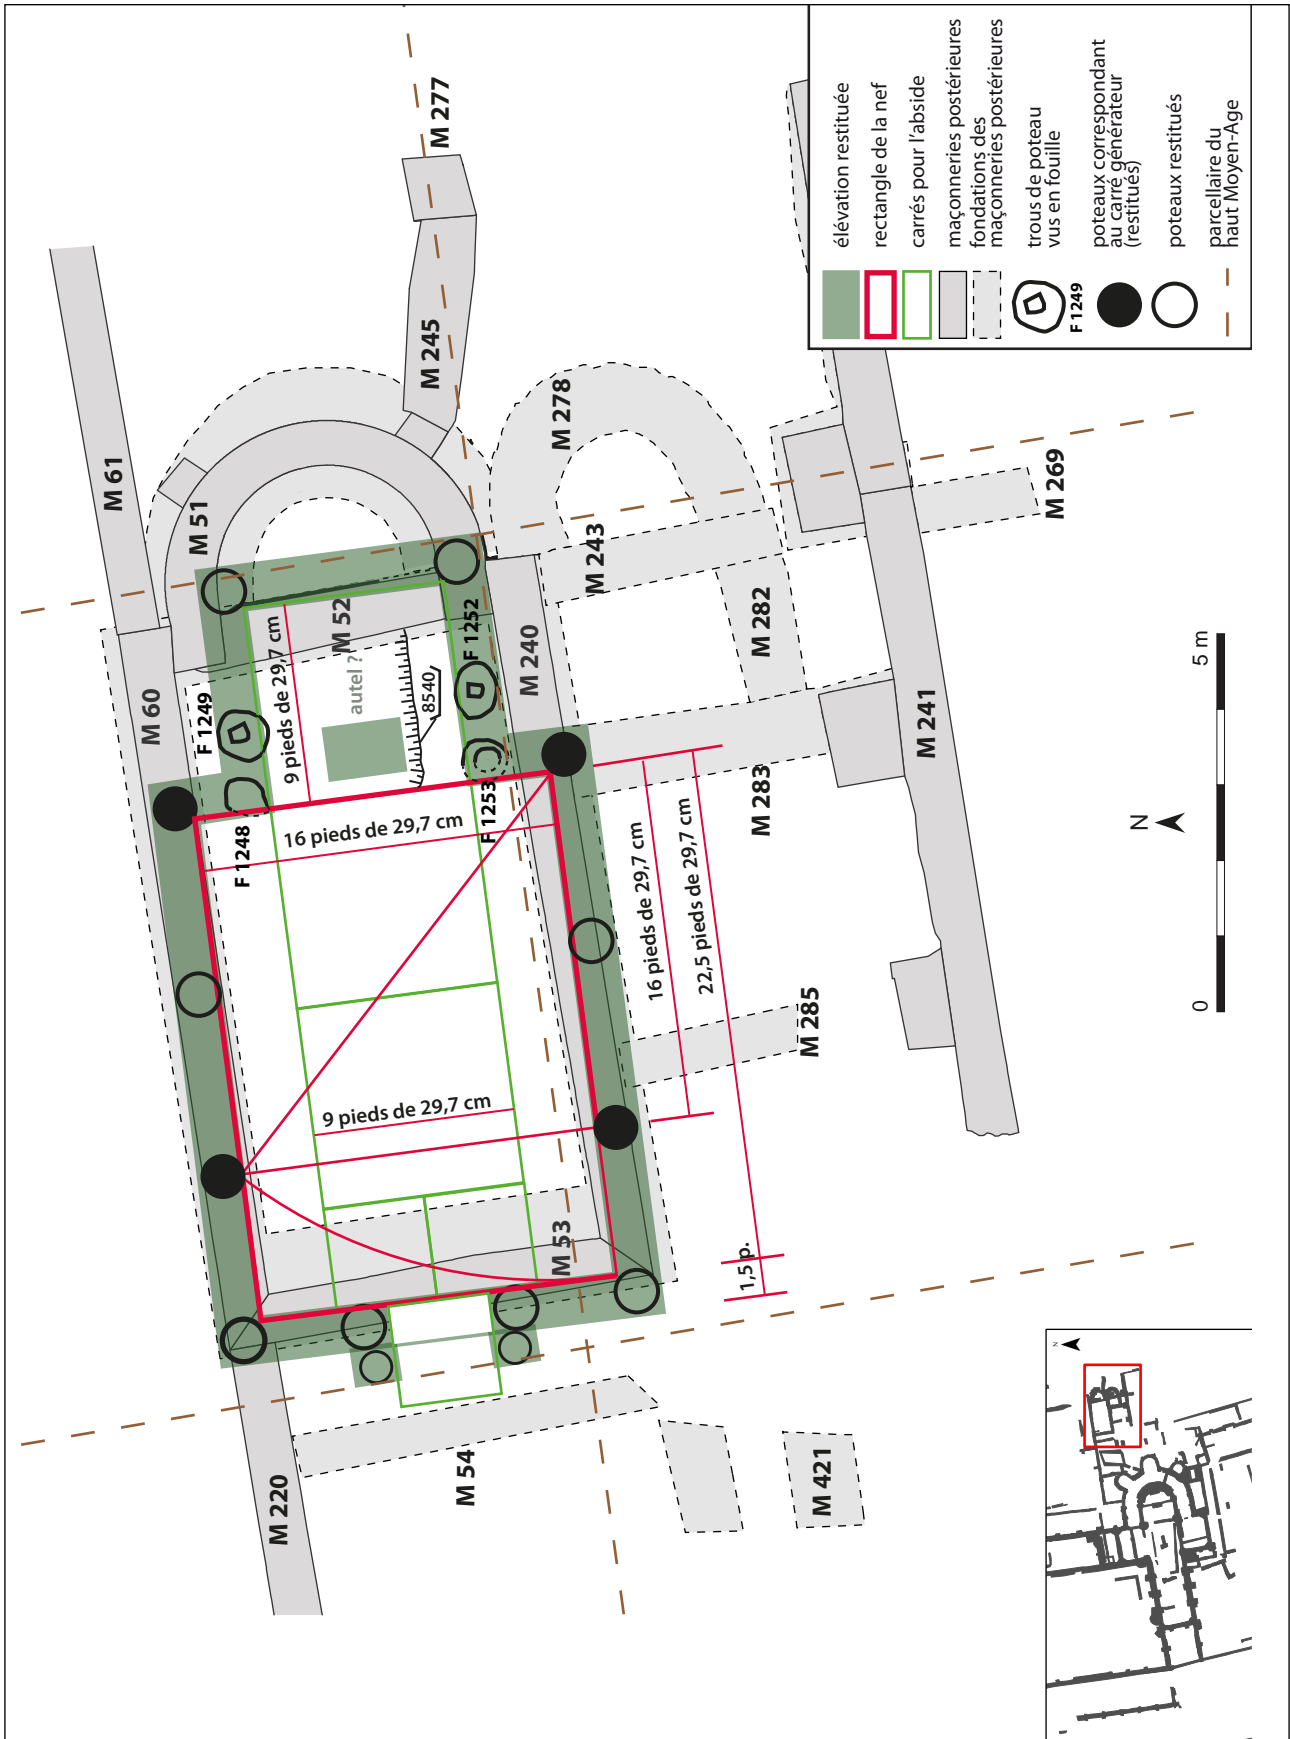 M 277
M 245
M 61
M 51
M 278
M 243
M 269
M 52
M 282
M 60
autel ?
F 1252
M 240
8540
F 1249
9 pieds de 29,7 cm
M 241
M 283
F 1253
F 1248
16 pieds de 29,7 cm
16 pieds de 29,7 cm
22,5 pieds de 29,7 cm
M 285
9 pieds de 29,7 cm
M 53
1,5 p.
M 220
M 54
M 421
élévation restituée
rectangle de la nef
carrés pour l'abside
maçonneries postérieures
fondations des
maçonneries postérieures
trous de poteau
vus en fouille
F 1249
poteaux correspondant
au carré générateur
(restitués)
poteaux restitués
parcellaire du
haut Moyen-Age
N
0
5 m
N